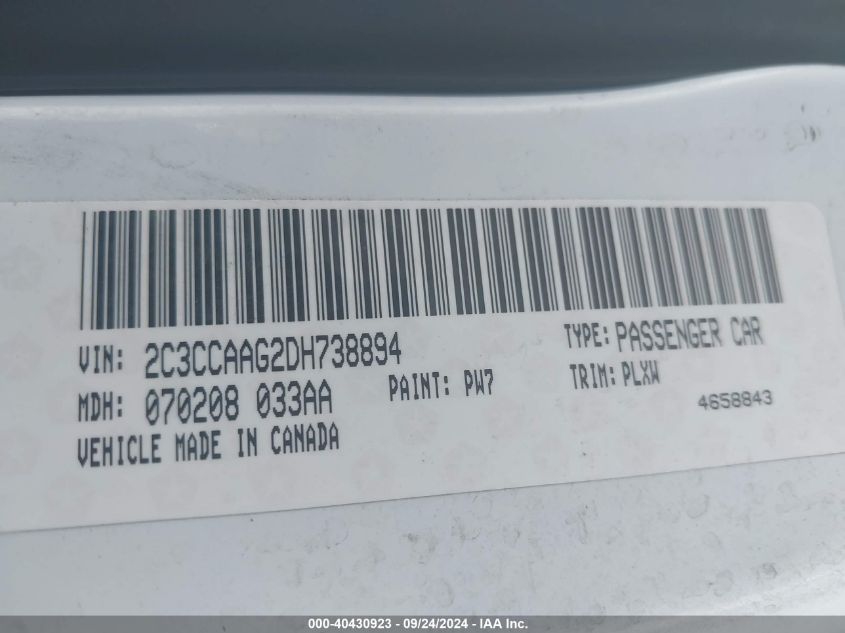 VIN: 2C3CCAAG2DH738894 TYPE: PASSENGER CAR
MDH: 070208 033AA PAINT: PW7 TRIM: PLXW
VEHICLE MADE IN CANADA 4658843
000-40430923 - 09/24/2024 - IAA Inc.